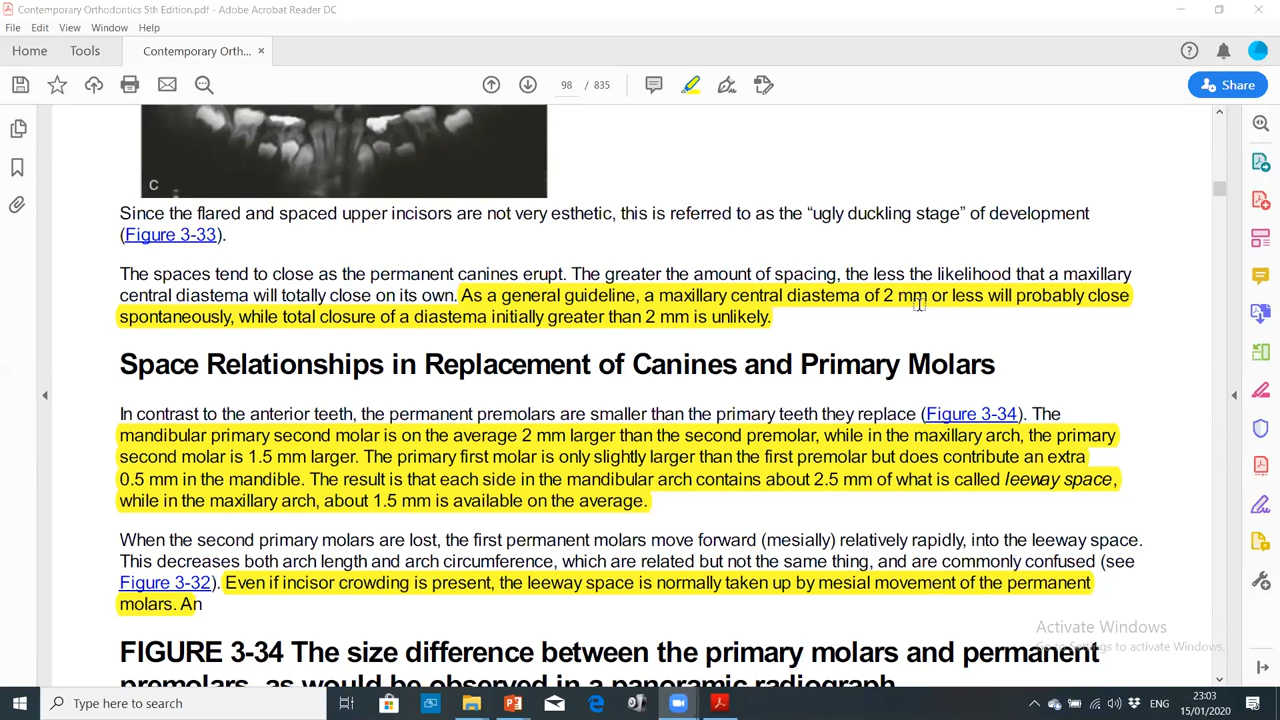 Contemporary Orthodontics 5th Edition.pdf - Adobe Acrobat Reader DC
File Edit View Window Help
Home Tools Contemporary Orth... ×
98 / 835
Share
C
Since the flared and spaced upper incisors are not very esthetic, this is referred to as the “ugly duckling stage” of development
(Figure 3-33).
The spaces tend to close as the permanent canines erupt. The greater the amount of spacing, the less the likelihood that a maxillary
central diastema will totally close on its own. As a general guideline, a maxillary central diastema of 2 mm or less will probably close
spontaneously, while total closure of a diastema initially greater than 2 mm is unlikely.
Space Relationships in Replacement of Canines and Primary Molars
In contrast to the anterior teeth, the permanent premolars are smaller than the primary teeth they replace (Figure 3-34). The
mandibular primary second molar is on the average 2 mm larger than the second premolar, while in the maxillary arch, the primary
second molar is 1.5 mm larger. The primary first molar is only slightly larger than the first premolar but does contribute an extra
0.5 mm in the mandible. The result is that each side in the mandibular arch contains about 2.5 mm of what is called leeway space,
while in the maxillary arch, about 1.5 mm is available on the average.
When the second primary molars are lost, the first permanent molars move forward (mesially) relatively rapidly, into the leeway space.
This decreases both arch length and arch circumference, which are related but not the same thing, and are commonly confused (see
Figure 3-32). Even if incisor crowding is present, the leeway space is normally taken up by mesial movement of the permanent
molars. An
FIGURE 3-34 The size difference between the primary molars and permanent
premolars, as would be observed in a panoramic radiograph.
Activate Windows
Go to Settings to activate Windows.
Type here to search
ENG
23:03
15/01/2020